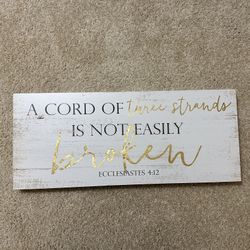 A CORD OF three strands
IS NOT EASILY
broken
ECCLESIASTES 4:12